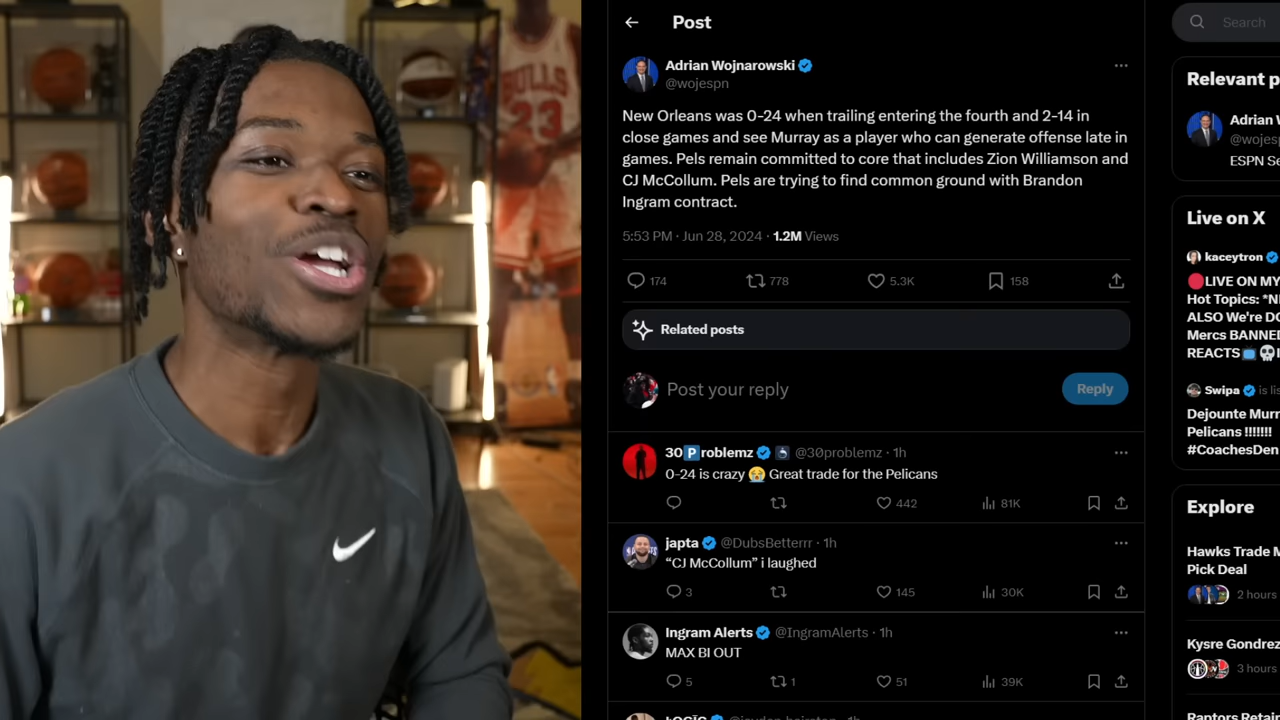 BULLS
23
Post
Search
Adrian Wojnarowski
@wojespn
New Orleans was 0-24 when trailing entering the fourth and 2-14 in
close games and see Murray as a player who can generate offense late in
games. Pels remain committed to core that includes Zion Williamson and
CJ McCollum. Pels are trying to find common ground with Brandon
Ingram contract.
5:53 PM · Jun 28, 2024 · 1.2M Views
174 778 5.3K 158
Related posts
Post your reply
Reply
30🅿roblemz @30problemz · 1h
0-24 is crazy 😭 Great trade for the Pelicans
442 81K
japta @DubsBetterrr · 1h
“CJ McCollum” i laughed
3 145 30K
Ingram Alerts @IngramAlerts · 1h
MAX BI OUT
5 1 51 39K
Relevant p
Adrian W
@wojesp
ESPN Se
Live on X
kaceytron
🔴LIVE ON MY
Hot Topics: *N
ALSO We're DO
Mercs BANNE
REACTS
Swipa is lis
Dejounte Murr
Pelicans !!!!!!!
#CoachesDen
Explore
Hawks Trade M
Pick Deal
2 hours
Kysre Gondrez
3 hours